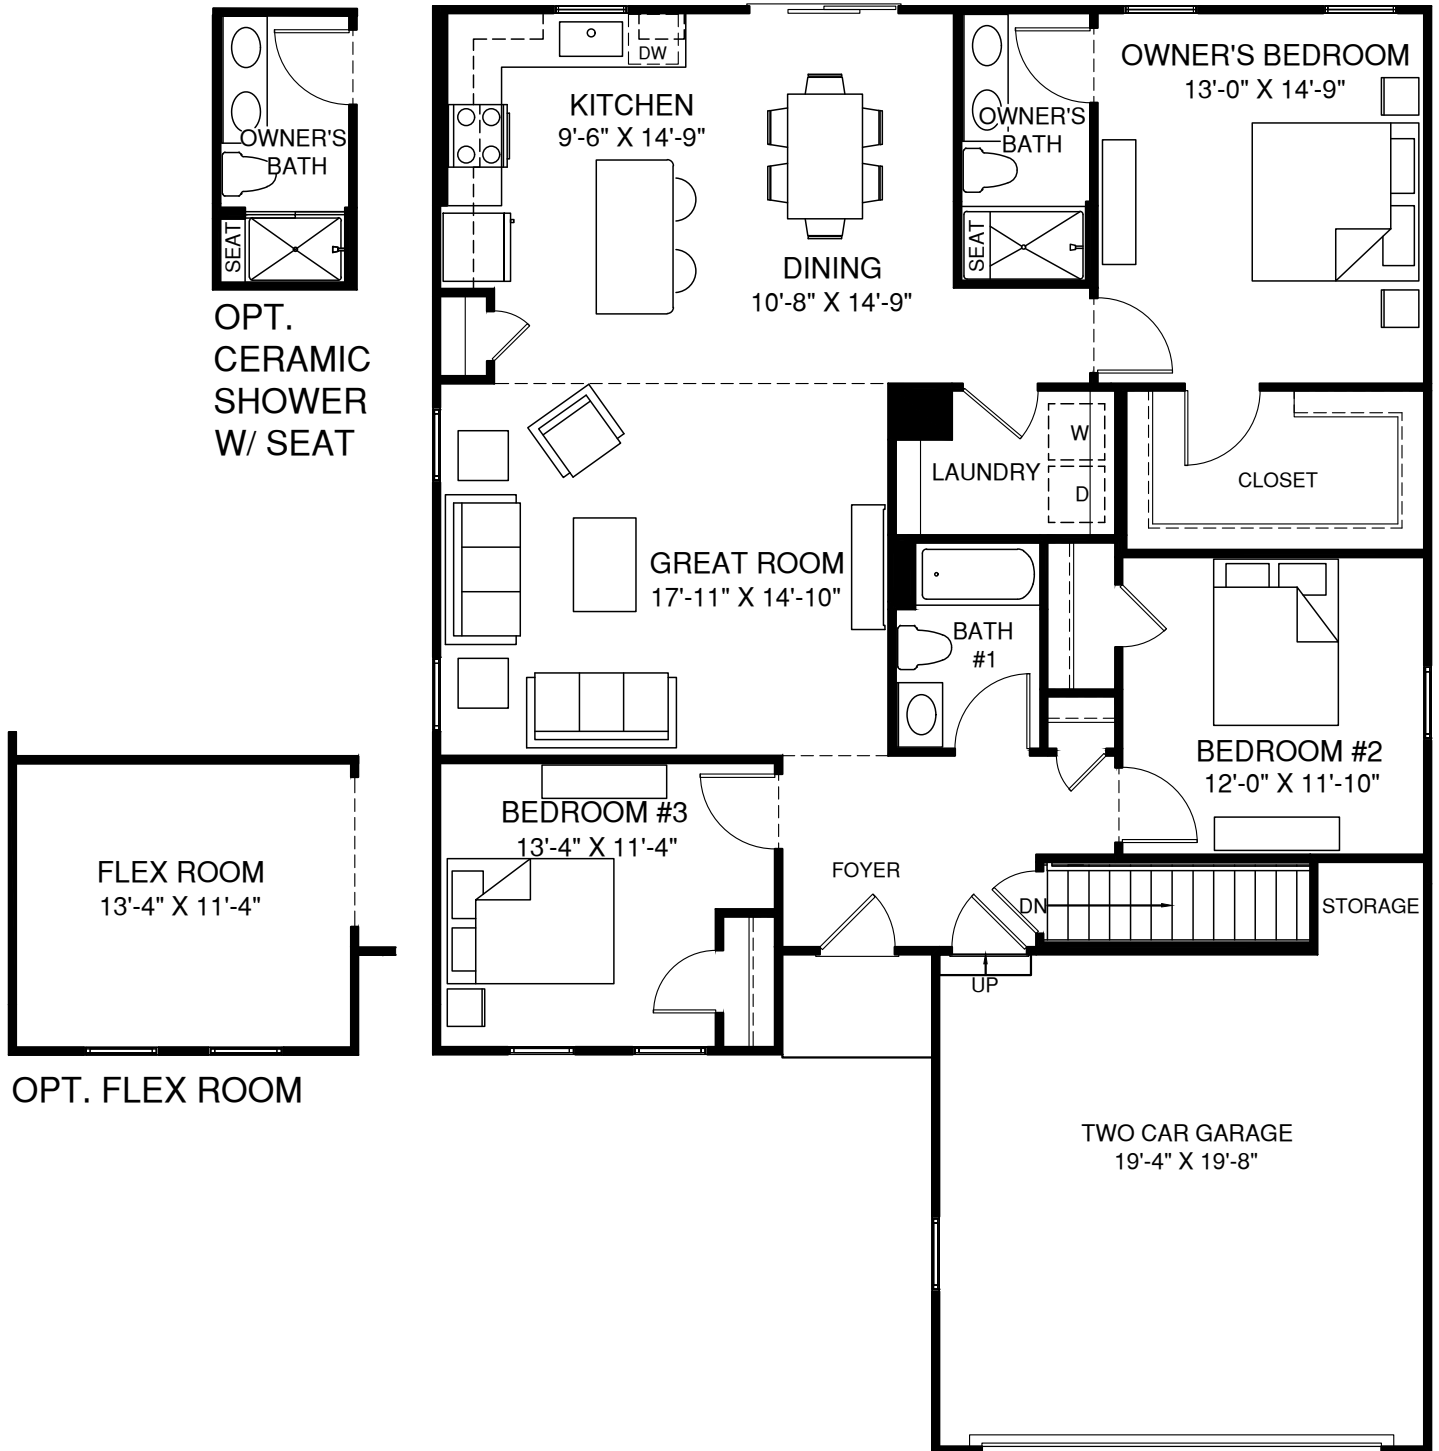 OWNER'S
BATH
SEAT
OPT.
CERAMIC
SHOWER
W/ SEAT
KITCHEN
9'-6" X 14'-9"
DW
DINING
10'-8" X 14'-9"
OWNER'S
BATH
SEAT
OWNER'S BEDROOM
13'-0" X 14'-9"
LAUNDRY
W
D
CLOSET
GREAT ROOM
17'-11" X 14'-10"
BATH
#1
BEDROOM #2
12'-0" X 11'-10"
BEDROOM #3
13'-4" X 11'-4"
FOYER
DN
STORAGE
UP
FLEX ROOM
13'-4" X 11'-4"
OPT. FLEX ROOM
TWO CAR GARAGE
19'-4" X 19'-8"